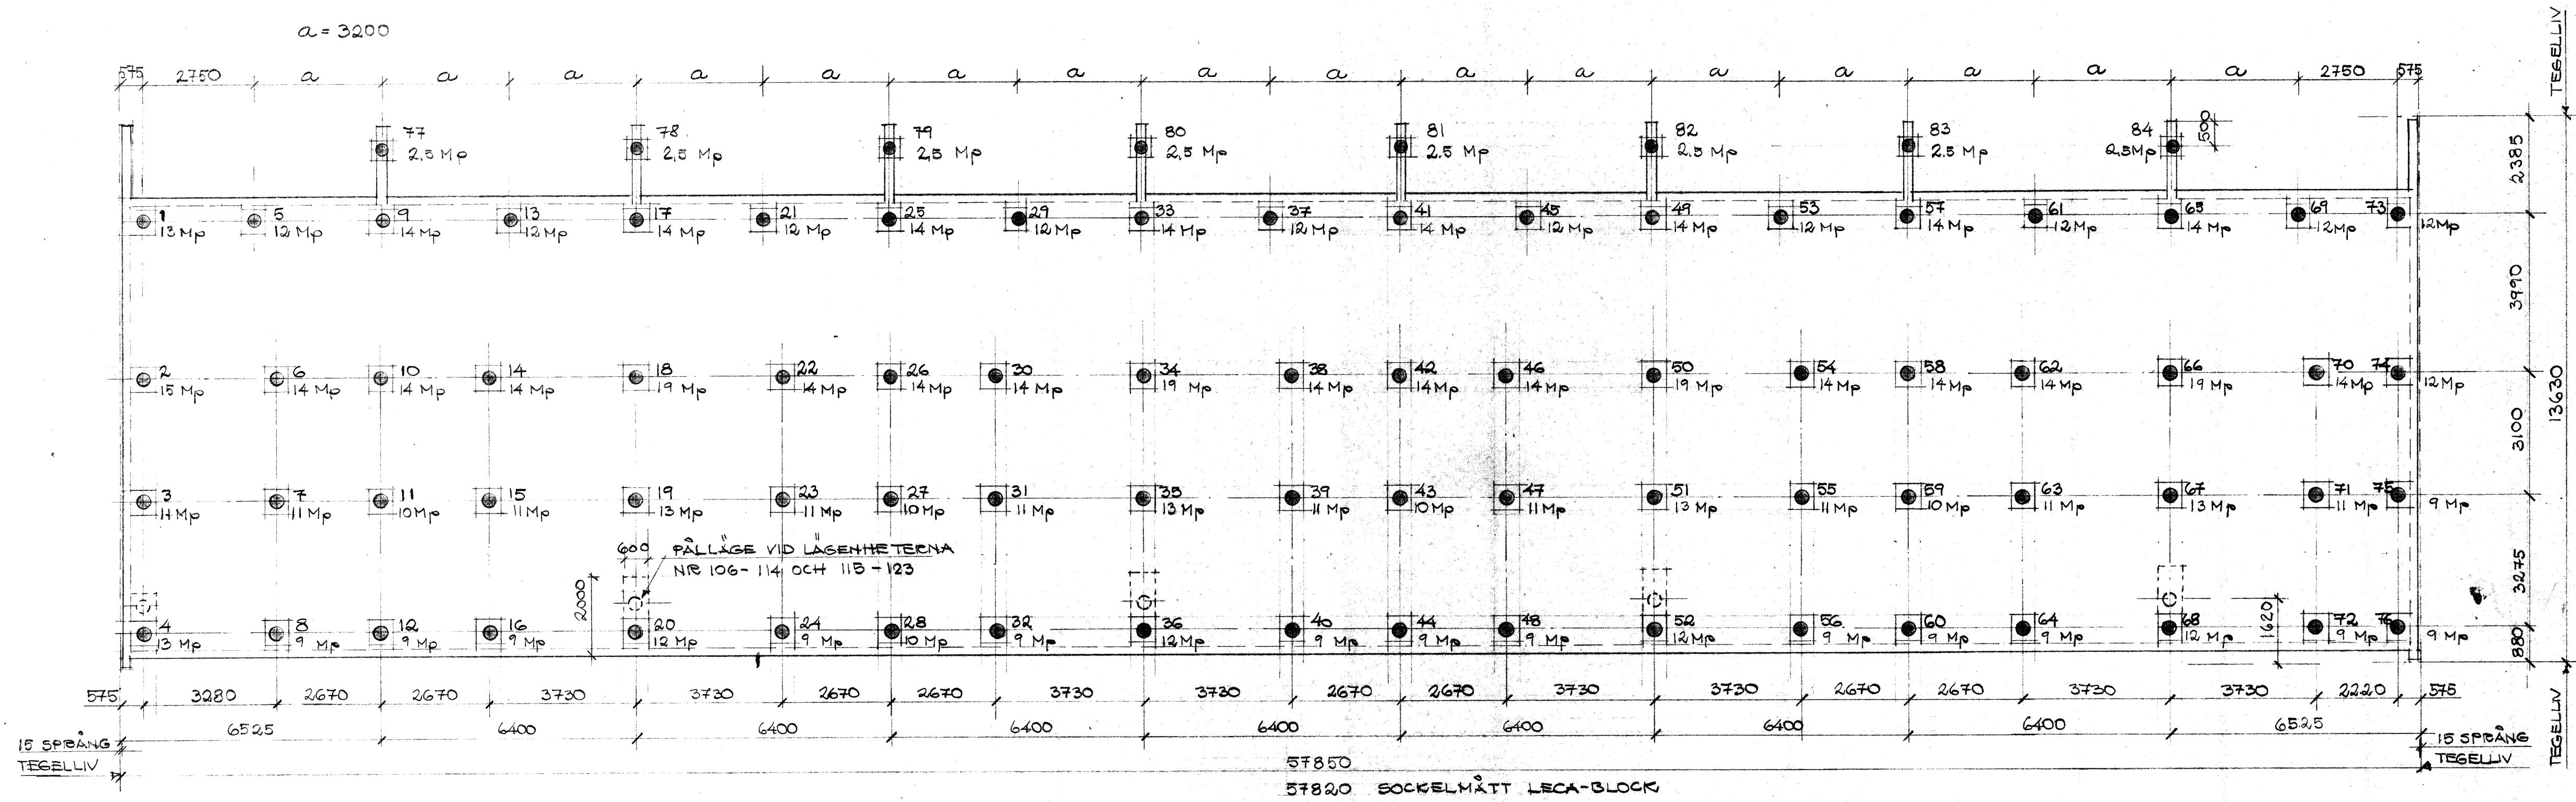 a = 3200
575 2750 a a a a a a a a a a a a a a a a 2750 575
TEGELLIV
77 78 79 80 81 82 83 84
2,5 Mp 2,5 Mp 2,5 Mp 2,5 Mp 2.5 Mp 2.5 Mp 2.5 Mp 2,5Mp
500
2385
1 5 9 13 17 21 25 29 33 37 41 45 49 53 57 61 65 69 73
13 Mp 12 Mp 14 Mp 12 Mp 14 Mp 12 Mp 14 Mp 12 Mp 14 Mp 12 Mp 14 Mp 12 Mp 14 Mp 12 Mp 14 Mp 12 Mp 14 Mp 12 Mp 12 Mp
3990
2 6 10 14 18 22 26 30 34 38 42 46 50 54 58 62 66 70 74
15 Mp 14 Mp 14 Mp 14 Mp 19 Mp 14 Mp 14 Mp 14 Mp 19 Mp 14 Mp 14 Mp 14 Mp 19 Mp 14 Mp 14 Mp 14 Mp 19 Mp 14 Mp 12 Mp
13630
3100
3 7 11 15 19 23 27 31 35 39 43 47 51 55 59 63 67 71 75
11 Mp 10 Mp 11 Mp 13 Mp 11 Mp 10 Mp 11 Mp 13 Mp 11 Mp 10 Mp 11 Mp 13 Mp 11 Mp 10 Mp 11 Mp 13 Mp 11 Mp 9 Mp
600 PÅLLÄGE VID LÄGENHETERNA
NR 106 - 114 OCH 115 - 123
2000
3275
1620
4 8 12 16 20 24 28 32 36 40 44 48 52 56 60 64 68 72 76
13 Mp 9 Mp 9 Mp 9 Mp 12 Mp 9 Mp 10 Mp 9 Mp 12 Mp 9 Mp 9 Mp 9 Mp 12 Mp 9 Mp 9 Mp 9 Mp 12 Mp 9 Mp 9 Mp
880
575 3280 2670 2670 3730 3730 2670 2670 3730 3730 2670 2670 3730 3730 2670 2670 3730 3730 2220 575
6525 6400 6400 6400 6400 6400 6400 6400 6525
15 SPRÅNG
TEGELLIV
15 SPRÅNG
TEGELLIV
TEGELLIV
57850
57820 SOCKELMÅTT LECA-BLOCK